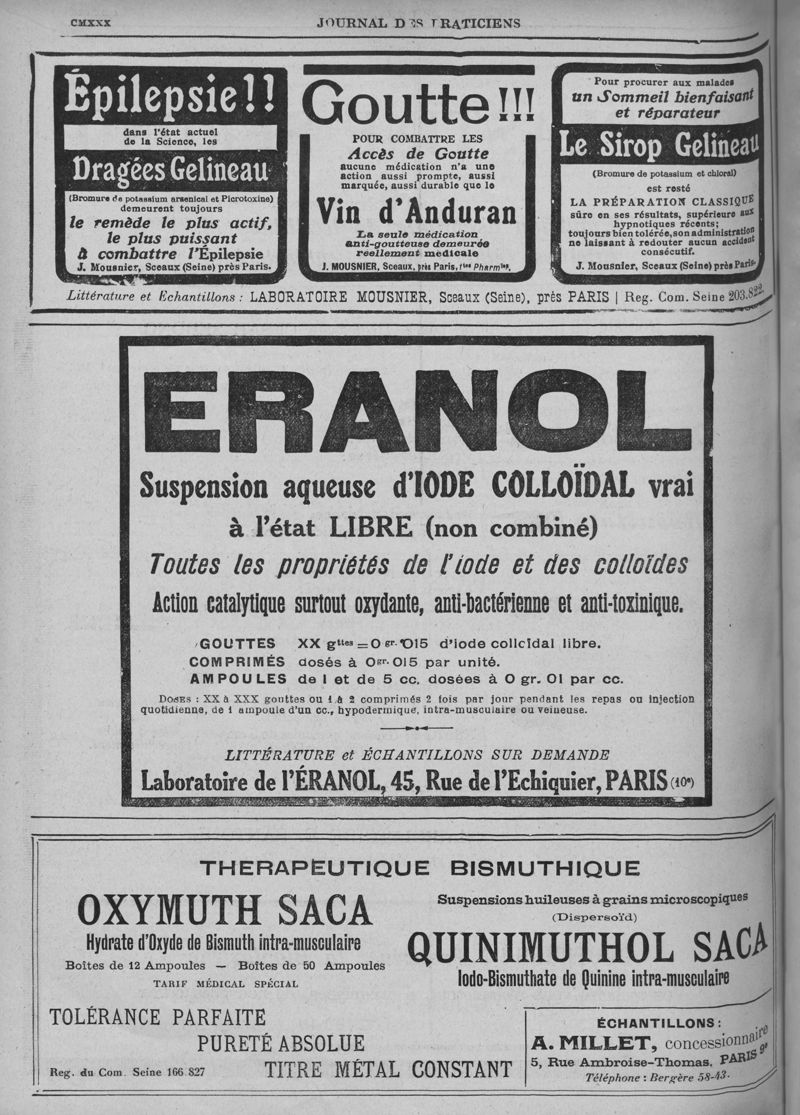 CMXXX
JOURNAL DES PRATICIENS
Épilepsie!!
dans l'état actuel
de la Science, les
Dragées Gelineau
(Bromure de potassium arsenical et Picrotoxine)
demeurent toujours
le remède le plus actif,
le plus puissant
à combattre l'Épilepsie
J. Mousnier, Sceaux (Seine) près Paris.
Goutte!!!
POUR COMBATTRE LES
Accès de Goutte
aucune médication n'a une
action aussi prompte, aussi
marquée, aussi durable que le
Vin d'Anduran
La seule médication
anti-goutteuse demeurée
réellement médicale
J. MOUSNIER, Sceaux, près Paris, ttes Pharmies.
Pour procurer aux malades
un Sommeil bienfaisant
et réparateur
Le Sirop Gelineau
(Bromure de potassium et chloral)
est resté
LA PRÉPARATION CLASSIQUE
sûre en ses résultats, supérieure aux
hypnotiques récents;
toujours bien tolérée, son administration
ne laissant à redouter aucun accident
consécutif.
J. Mousnier, Sceaux (Seine) près Paris.
Littérature et Échantillons : LABORATOIRE MOUSNIER, Sceaux (Seine), près PARIS | Reg. Com. Seine 203.822.
ERANOL
Suspension aqueuse d'IODE COLLOÏDAL vrai
à l'état LIBRE (non combiné)
Toutes les propriétés de l'iode et des colloïdes
Action catalytique surtout oxydante, anti-bactérienne et anti-toxinique.
GOUTTES XX gttes = 0 gr. 015 d'iode colloïdal libre.
COMPRIMÉS dosés à 0 gr. 015 par unité.
AMPOULES de 1 et de 5 cc. dosées à 0 gr. 01 par cc.
DOSES : XX à XXX gouttes ou 1 à 2 comprimés 2 fois par jour pendant les repas ou injection
quotidienne, de 1 ampoule d'un cc., hypodermique, intra-musculaire ou veineuse.
LITTÉRATURE et ÉCHANTILLONS SUR DEMANDE
Laboratoire de l'ÉRANOL, 45, Rue de l'Echiquier, PARIS (10e)
THERAPEUTIQUE BISMUTHIQUE
OXYMUTH SACA
Hydrate d'Oxyde de Bismuth intra-musculaire
Boîtes de 12 Ampoules — Boîtes de 50 Ampoules
TARIF MÉDICAL SPÉCIAL
Suspensions huileuses à grains microscopiques
(Dispersoïd)
QUINIMUTHOL SACA
Iodo-Bismuthate de Quinine intra-musculaire
TOLÉRANCE PARFAITE
PURETÉ ABSOLUE
Reg. du Com. Seine 166.827
TITRE MÉTAL CONSTANT
ÉCHANTILLONS :
A. MILLET, concessionnaire
5, Rue Ambroise-Thomas, PARIS 9e
Téléphone : Bergère 58-43.